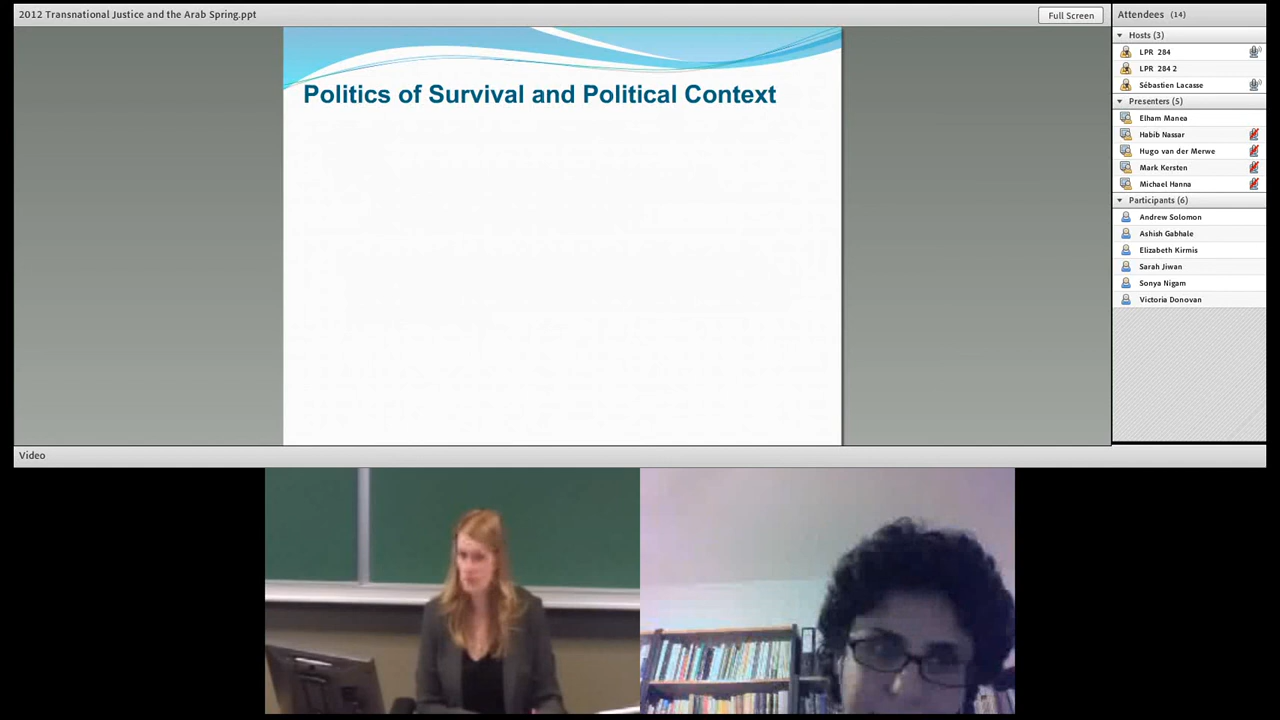 2012 Transnational Justice and the Arab Spring.ppt
Full Screen
Politics of Survival and Political Context
Attendees (14)
Hosts (3)
LPR 284
LPR 284 2
Sébastien Lacasse
Presenters (5)
Elham Manea
Habib Nassar
Hugo van der Merwe
Mark Kersten
Michael Hanna
Participants (6)
Andrew Solomon
Ashish Gabhale
Elizabeth Kirmis
Sarah Jiwan
Sonya Nigam
Victoria Donovan
Video